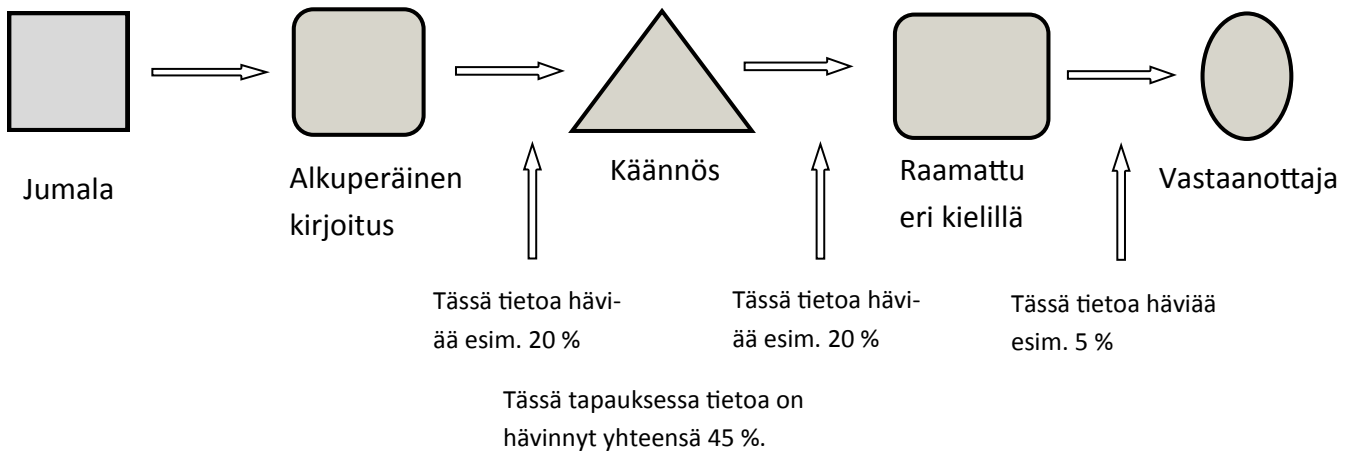 Jumala
Alkuperäinen
kirjoitus
Käännös
Raamattu
eri kielillä
Vastaanottaja
Tässä tietoa hävi-
ää esim. 20 %
Tässä tietoa hävi-
ää esim. 20 %
Tässä tietoa häviää
esim. 5 %
Tässä tapauksessa tietoa on
hävinnyt yhteensä 45 %.